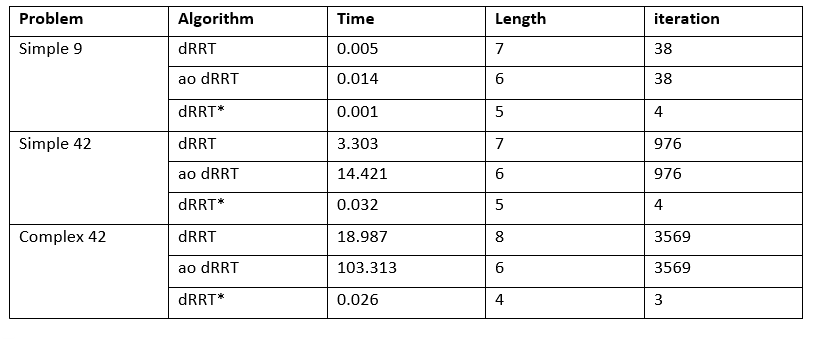 Problem Algorithm Time Length iteration
Simple 9 dRRT 0.005 7 38
ao dRRT 0.014 6 38
dRRT* 0.001 5 4
Simple 42 dRRT 3.303 7 976
ao dRRT 14.421 6 976
dRRT* 0.032 5 4
Complex 42 dRRT 18.987 8 3569
ao dRRT 103.313 6 3569
dRRT* 0.026 4 3